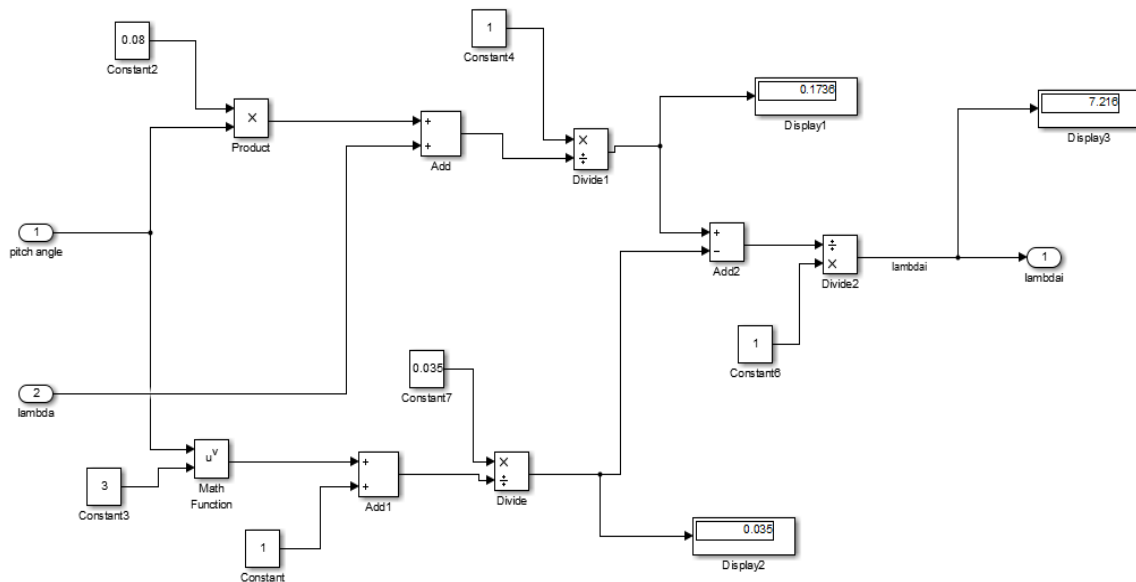 0.08
Constant2
1
Constant4
×
Product
+
+
Add
×
÷
Divide1
0.1736
Display1
7.216
Display3
1
pitch angle
+
−
Add2
÷
×
Divide2
lambdai
1
lambdai
1
Constant6
0.035
Constant7
2
lambda
u^v
Math
Function
3
Constant3
+
+
Add1
×
÷
Divide
1
Constant
0.035
Display2